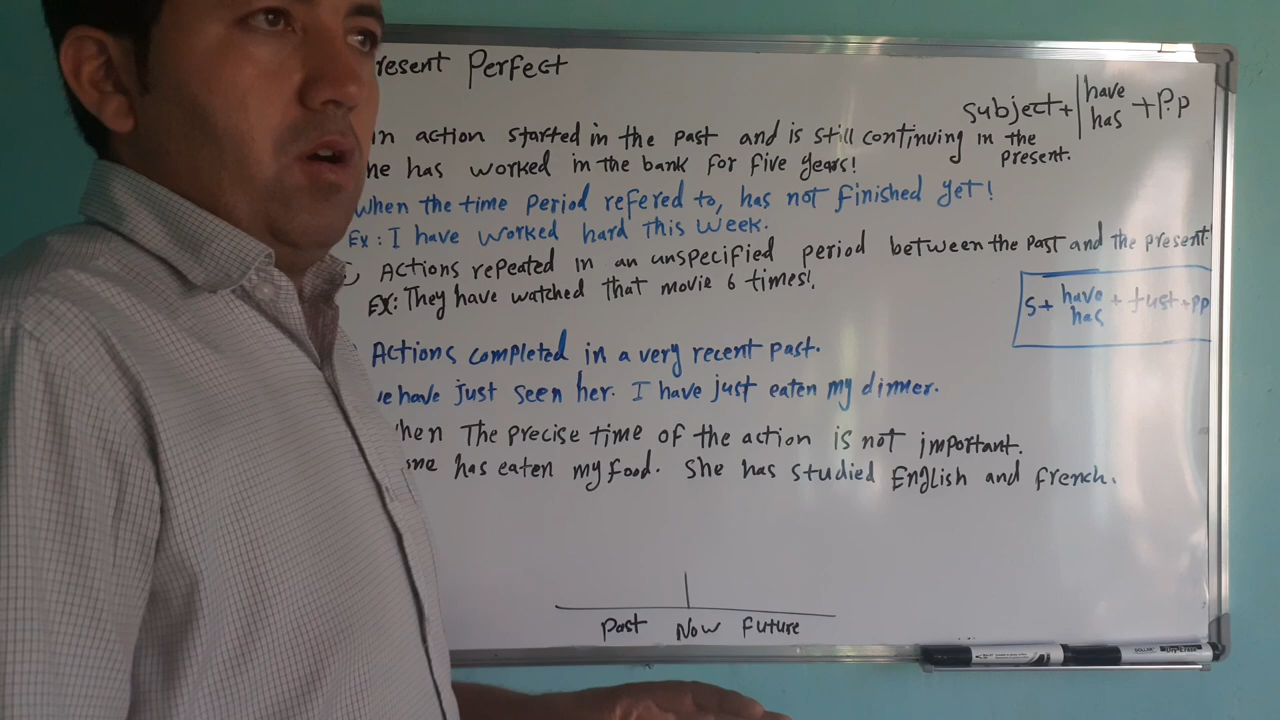 resent Perfect
subject + | have has + P.P
n action started in the past and is still continuing in the present.
he has worked in the bank for five years!
when the time period refered to, has not finished yet!
Ex: I have worked hard this week.
Actions repeated in an unspecified period between the past and the present.
EX: They have watched that movie 6 times!
S + have has + just + pp
Actions completed in a very recent past.
e have just seen her. I have just eaten my dinner.
hen The precise time of the action is not important.
me has eaten my food. She has studied English and french.
Past Now Future
DOLLAR